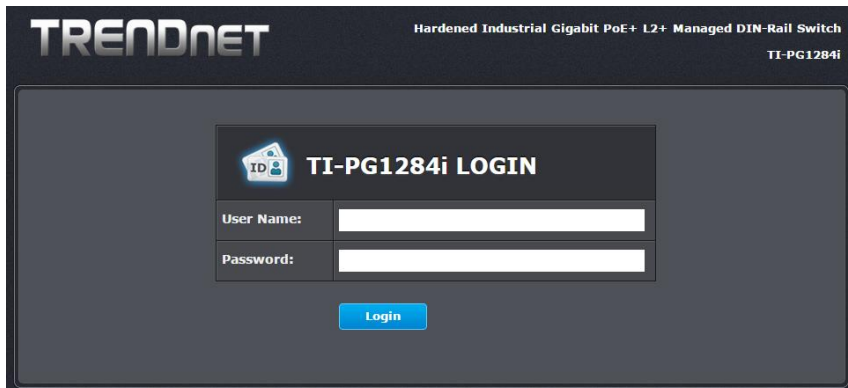 TRENDNET
Hardened Industrial Gigabit PoE+ L2+ Managed DIN-Rail Switch
TI-PG1284i
ID
TI-PG1284i LOGIN
User Name:
Password:
Login